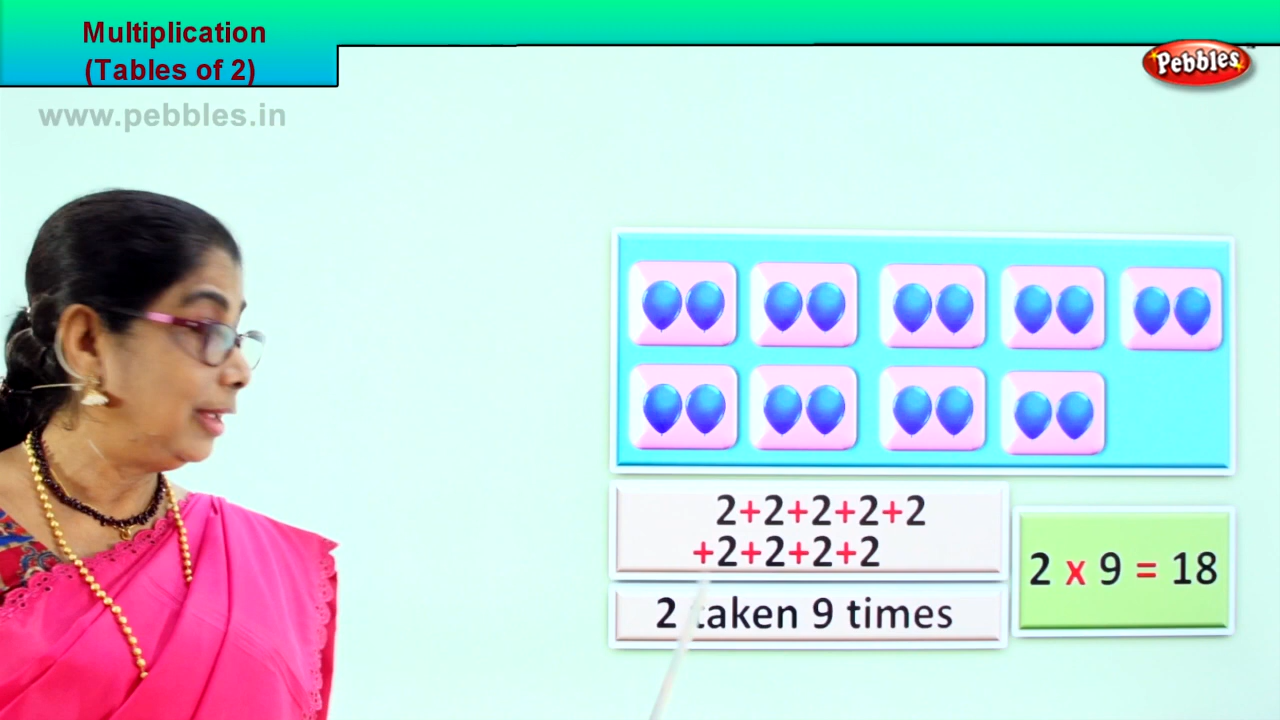 Multiplication
(Tables of 2)
Pebbles
www.pebbles.in
2+2+2+2+2
+2+2+2+2
2 x 9 = 18
2 taken 9 times